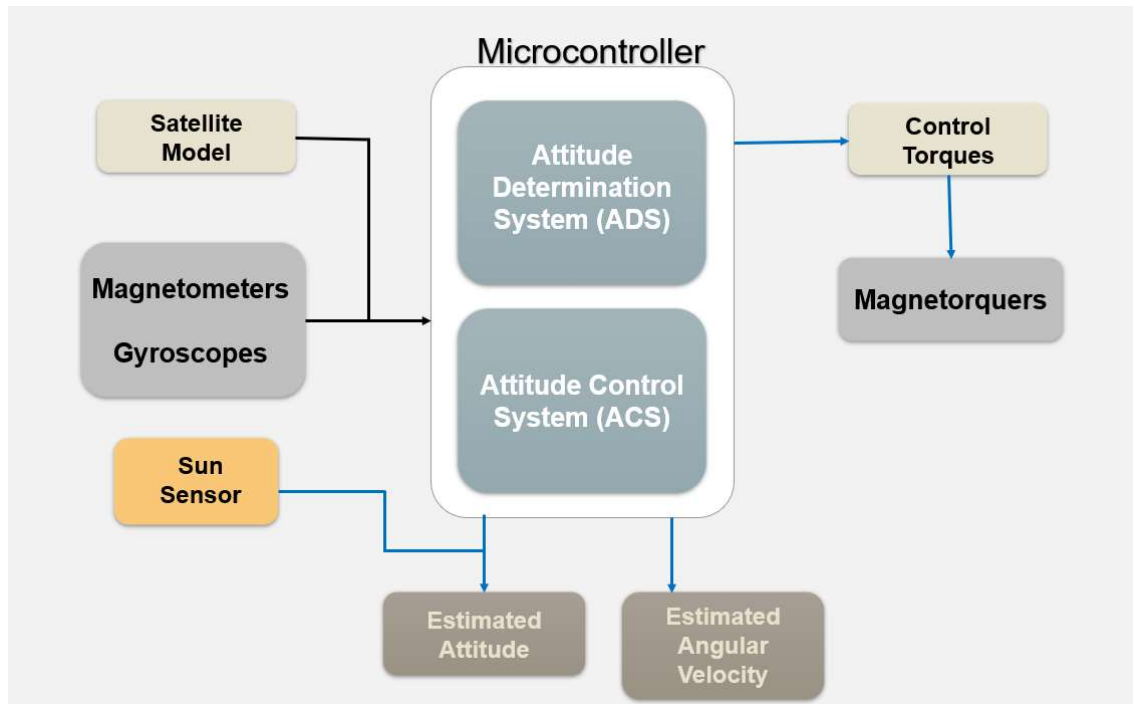 Microcontroller
Satellite
Model
Attitude
Determination
System (ADS)
Control
Torques
Magnetometers
Gyroscopes
Magnetorquers
Attitude Control
System (ACS)
Sun
Sensor
Estimated
Attitude
Estimated
Angular
Velocity